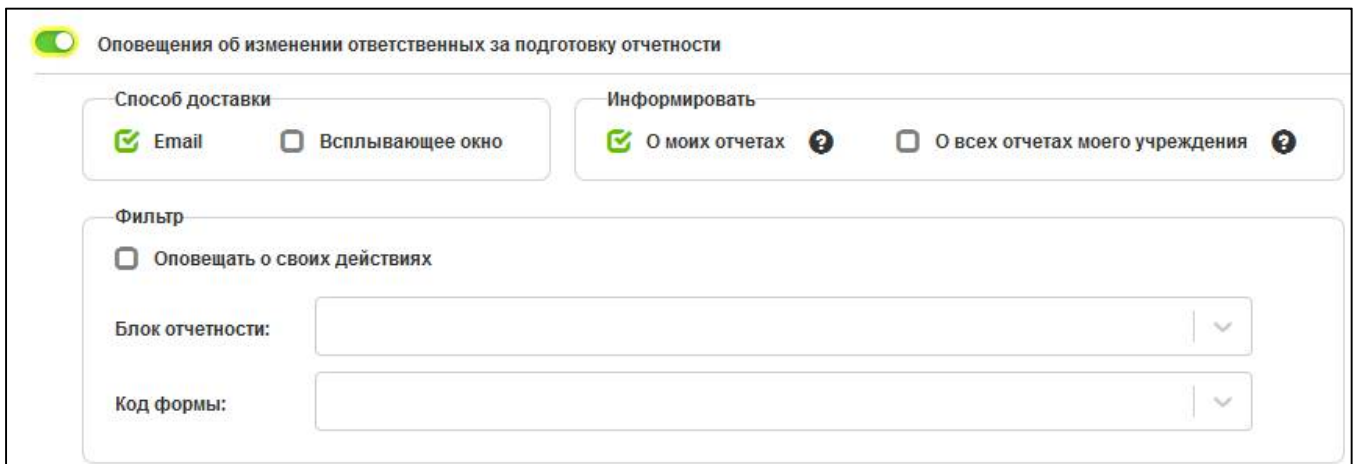 Оповещения об изменении ответственных за подготовку отчетности
Способ доставки
Информировать
Email
Всплывающее окно
О моих отчетах ?
О всех отчетах моего учреждения ?
Фильтр
Оповещать о своих действиях
Блок отчетности:
Код формы: